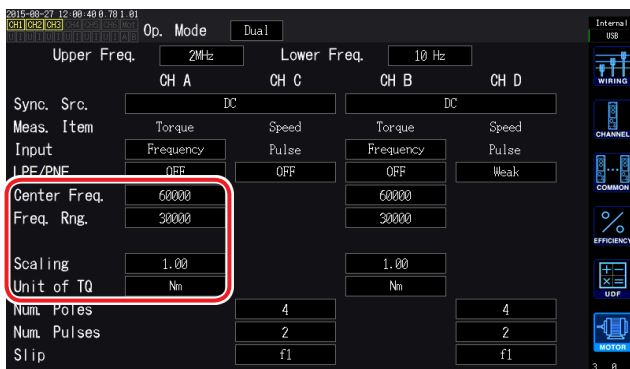 2015-08-27 12:00:40 0.78 1.01
CH1 CH2 CH3 CH4 CH5 CH6 Mot
U I U I U I U I U I U I A B
Op. Mode Dual
Internal
USB
Upper Freq. 2MHz Lower Freq. 10 Hz
CH A CH C CH B CH D
Sync. Src. DC DC
Meas. Item Torque Speed Torque Speed
Input Frequency Pulse Frequency Pulse
LPF/PNF OFF OFF OFF Weak
Center Freq. 60000 60000
Freq. Rng. 30000 30000
Scaling 1.00 1.00
Unit of TQ Nm Nm
Num. Poles 4 4
Num. Pulses 2 2
Slip f1 f1
WIRING
CHANNEL
COMMON
EFFICIENCY
UDF
MOTOR